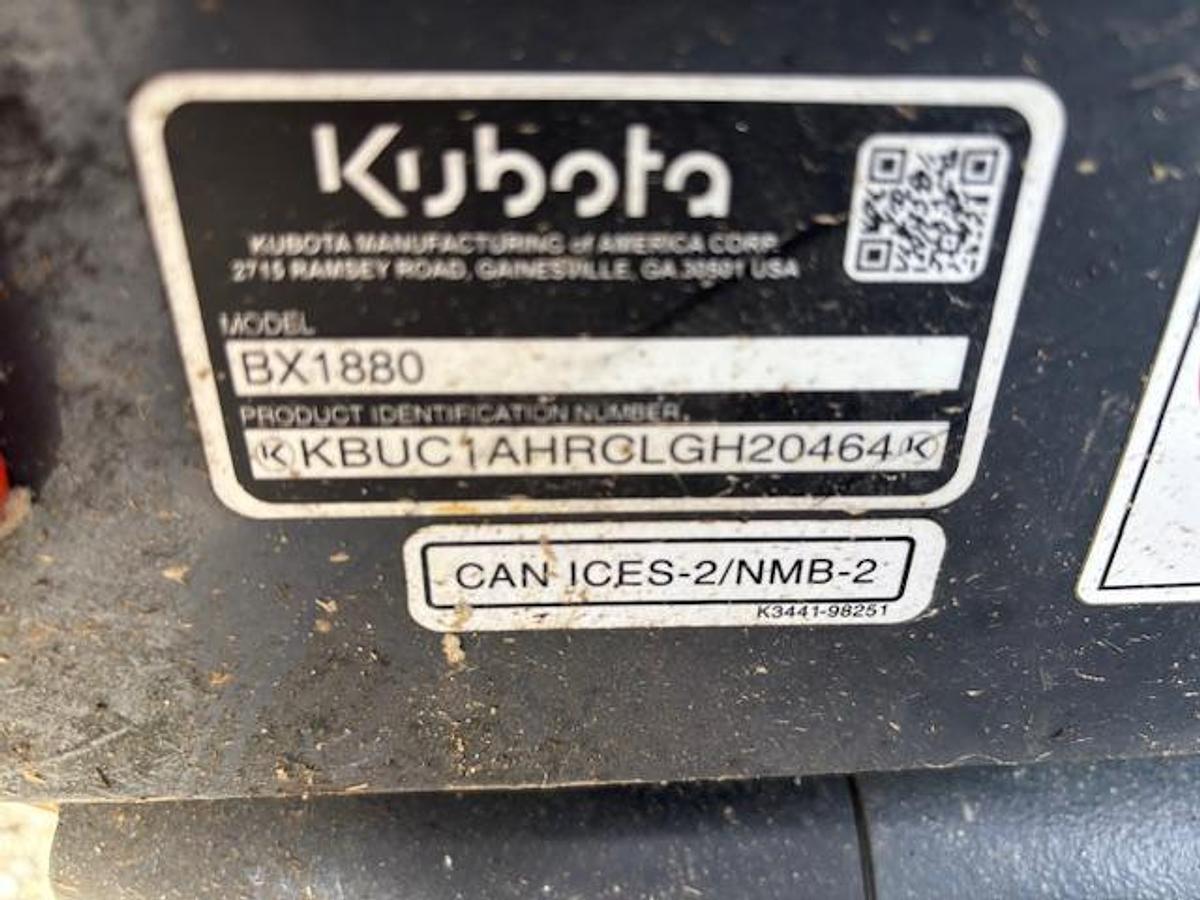 Kubota
KUBOTA MANUFACTURING of AMERICA CORP.
2715 RAMSEY ROAD, GAINESVILLE, GA 30501 USA
MODEL
BX1880
PRODUCT IDENTIFICATION NUMBER
KBUC1AHRCLGH20464
CAN ICES-2/NMB-2
K3441-98251